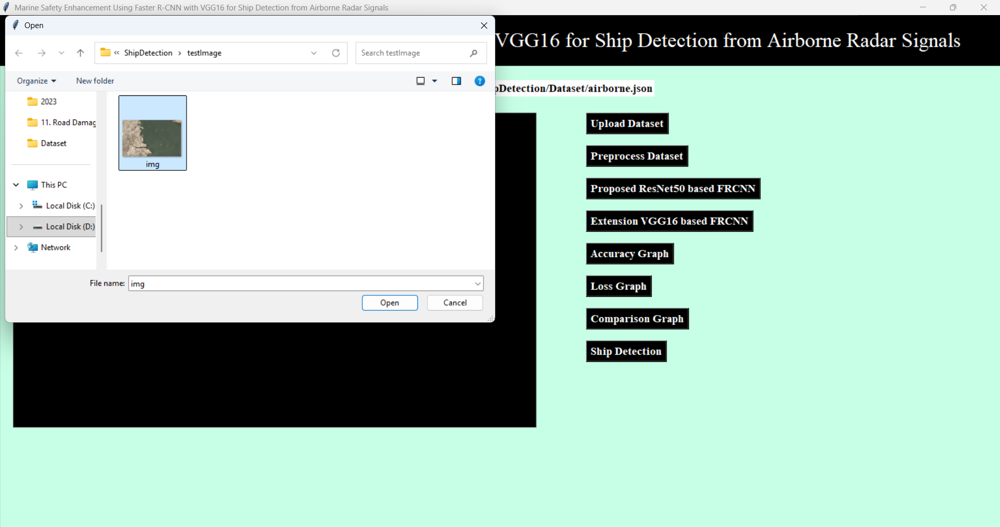 Marine Safety Enhancement Using Faster R-CNN with VGG16 for Ship Detection from Airborne Radar Signals
Open
VGG16 for Ship Detection from Airborne Radar Signals
« ShipDetection › testImage
Search testImage
Organize
New folder
pDetection/Dataset/airborne.json
2023
11. Road Damag
Dataset
This PC
Local Disk (C:)
Local Disk (D:)
Network
img
File name: img
Open
Cancel
Upload Dataset
Preprocess Dataset
Proposed ResNet50 based FRCNN
Extension VGG16 based FRCNN
Accuracy Graph
Loss Graph
Comparison Graph
Ship Detection